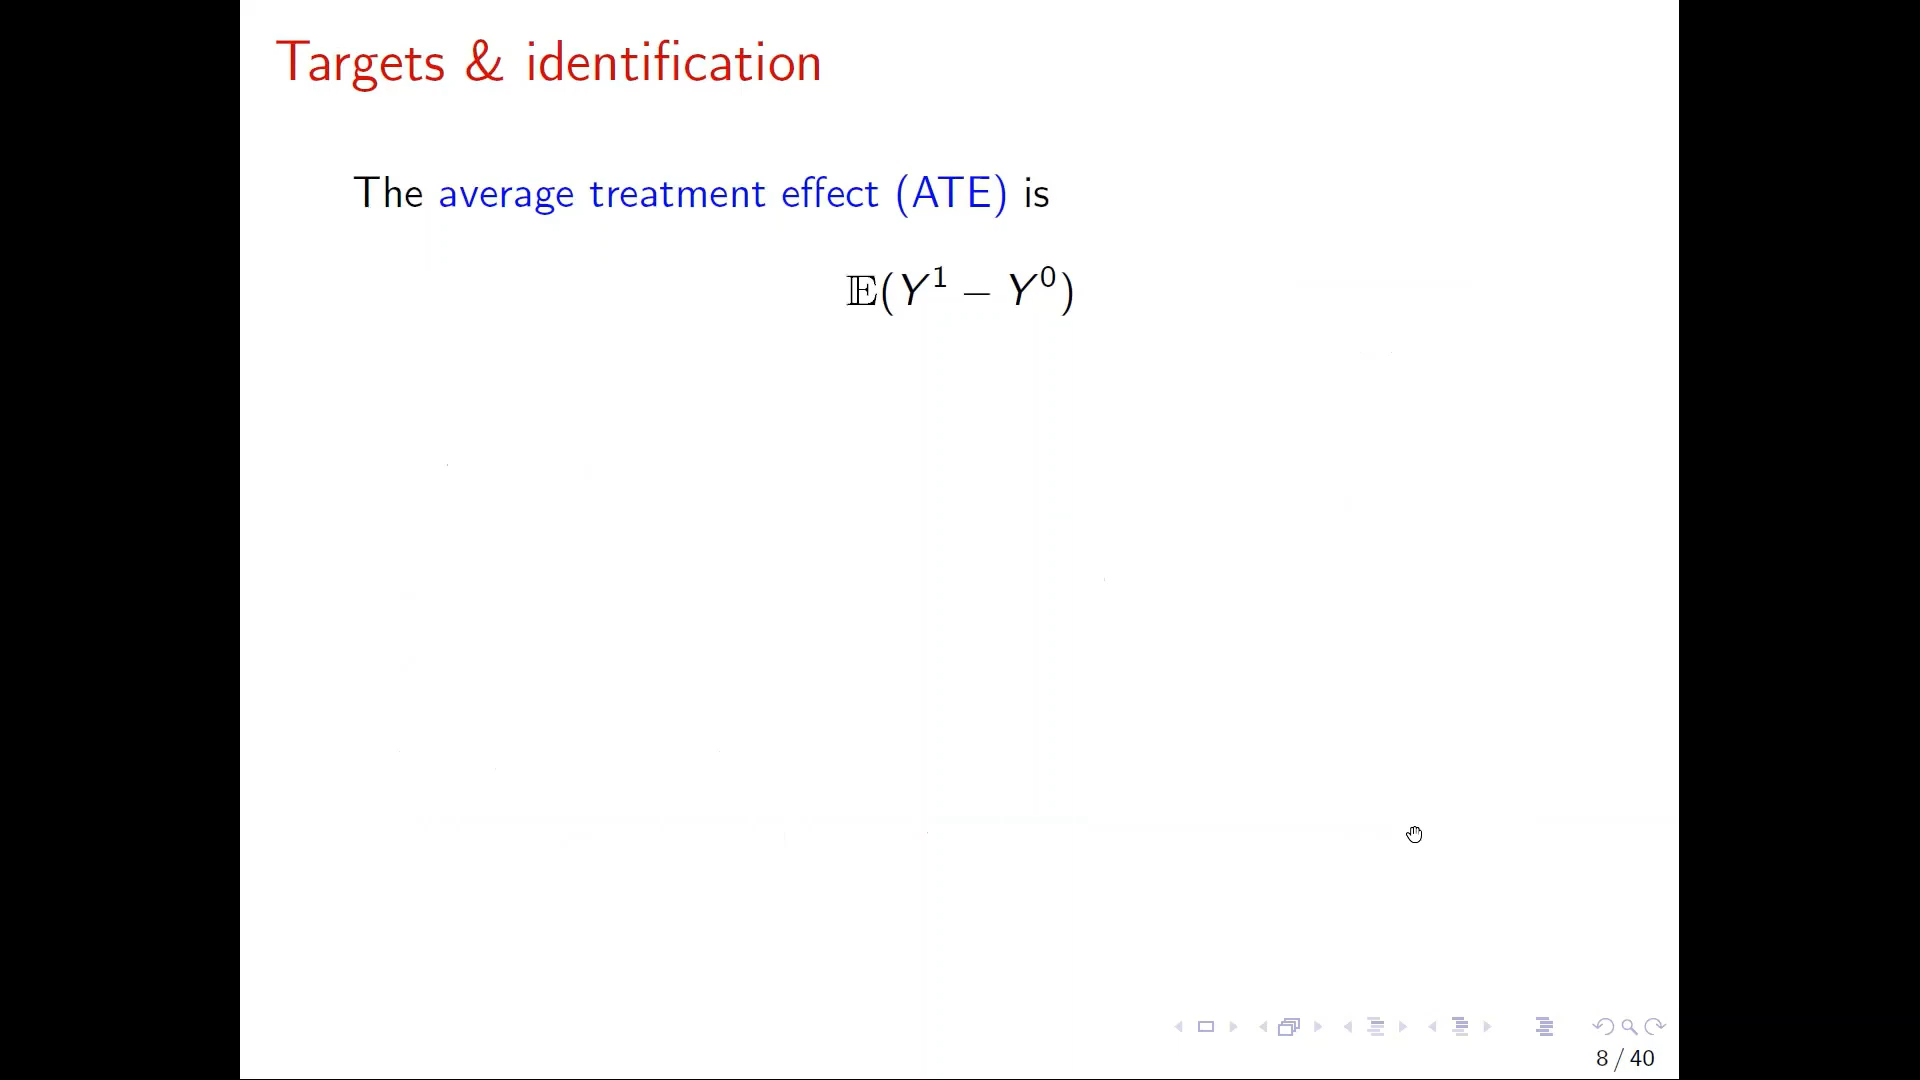 Targets & identification
The average treatment effect (ATE) is
𝔼(Y¹ − Y⁰)
8 / 40